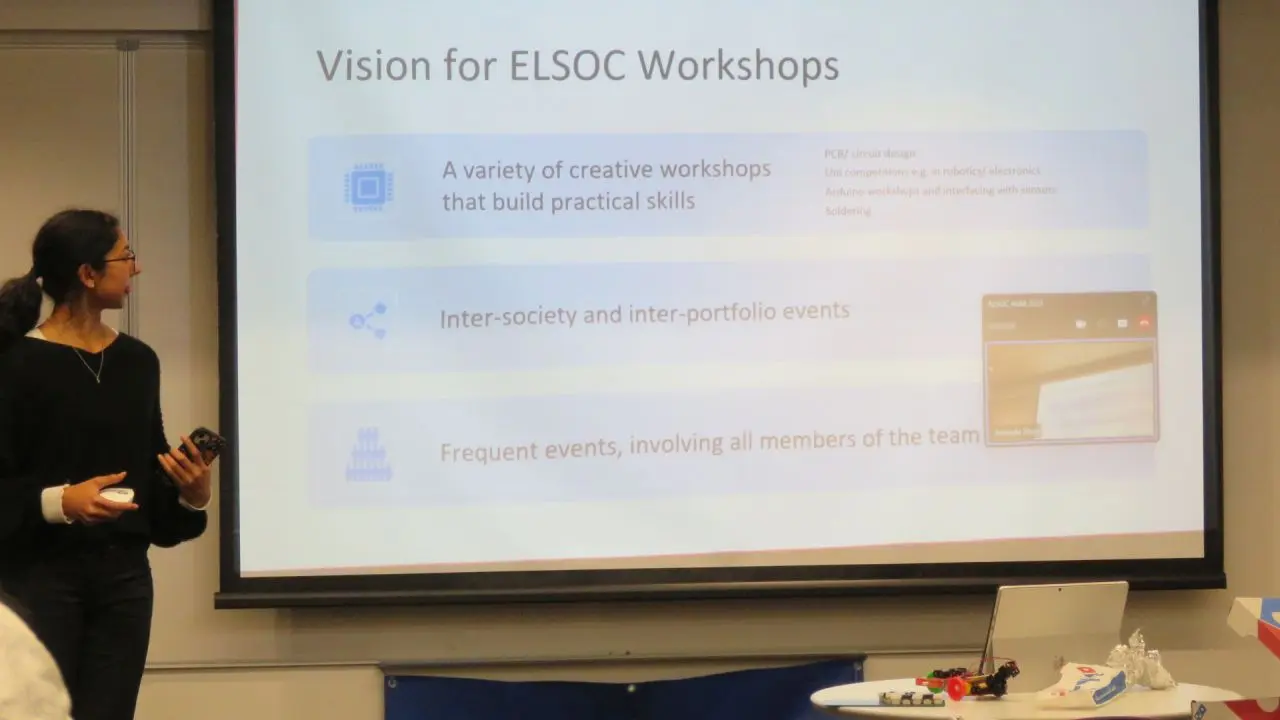 Vision for ELSOC Workshops
A variety of creative workshops
that build practical skills
PCB/ circuit design
Uni competitions e.g. in robotics/ electronics
Arduino workshops and interfacing with sensors
Soldering
Inter-society and inter-portfolio events
Frequent events, involving all members of the team